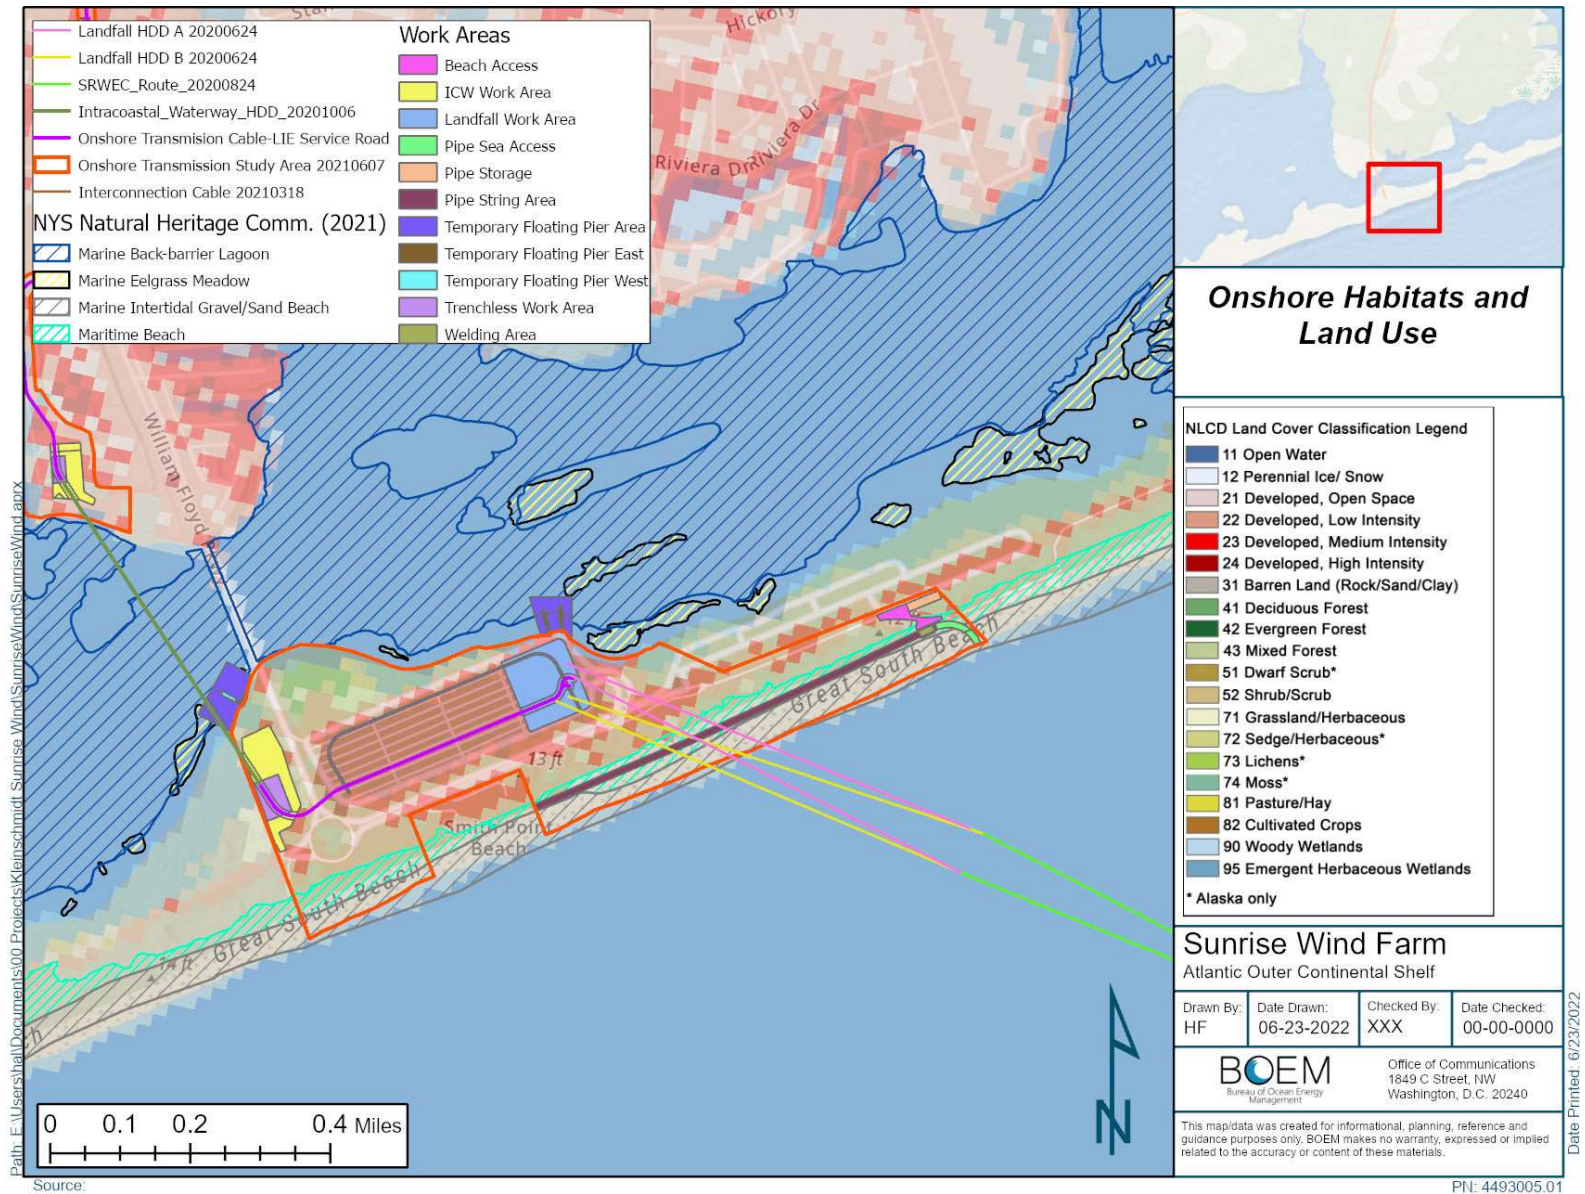 Landfall HDD A 20200624
Landfall HDD B 20200624
SRWEC_Route_20200824
Intracoastal_Waterway_HDD_20201006
Onshore Transmision Cable-LIE Service Road
Onshore Transmission Study Area 20210607
Interconnection Cable 20210318
NYS Natural Heritage Comm. (2021)
Marine Back-barrier Lagoon
Marine Eelgrass Meadow
Marine Intertidal Gravel/Sand Beach
Maritime Beach
Work Areas
Beach Access
ICW Work Area
Landfall Work Area
Pipe Sea Access
Pipe Storage
Pipe String Area
Temporary Floating Pier Area
Temporary Floating Pier East
Temporary Floating Pier West
Trenchless Work Area
Welding Area
Hickory
Riviera Dr
Riviera Dr
William Floyd
Great South Beach
13 ft
Smith Point
Beach
Great South Beach
14 ft
0 0.1 0.2 0.4 Miles
N
Onshore Habitats and
Land Use
NLCD Land Cover Classification Legend
11 Open Water
12 Perennial Ice/ Snow
21 Developed, Open Space
22 Developed, Low Intensity
23 Developed, Medium Intensity
24 Developed, High Intensity
31 Barren Land (Rock/Sand/Clay)
41 Deciduous Forest
42 Evergreen Forest
43 Mixed Forest
51 Dwarf Scrub*
52 Shrub/Scrub
71 Grassland/Herbaceous
72 Sedge/Herbaceous*
73 Lichens*
74 Moss*
81 Pasture/Hay
82 Cultivated Crops
90 Woody Wetlands
95 Emergent Herbaceous Wetlands
* Alaska only
Sunrise Wind Farm
Atlantic Outer Continental Shelf
Drawn By: HF
Date Drawn: 06-23-2022
Checked By: XXX
Date Checked: 00-00-0000
BOEM
Bureau of Ocean Energy
Management
Office of Communications
1849 C Street, NW
Washington, D.C. 20240
This map/data was created for informational, planning, reference and
guidance purposes only. BOEM makes no warranty, expressed or implied
related to the accuracy or content of these materials.
Path: E:\Users\hal\Documents\00 Projects\Kleinschmidt Sunrise Wind\SunriseWind\SunriseWind.aprx
Date Printed: 6/23/2022
Source:
PN: 4493005.01